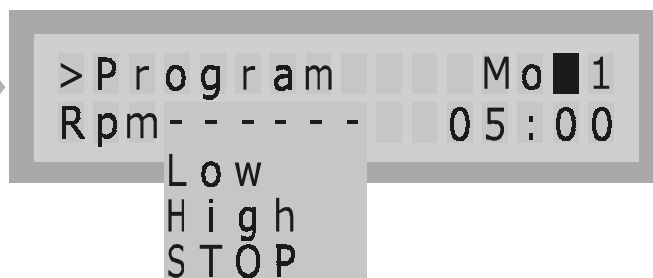 >Program Mo█1
Rpm------ 05:00
Low
High
STOP